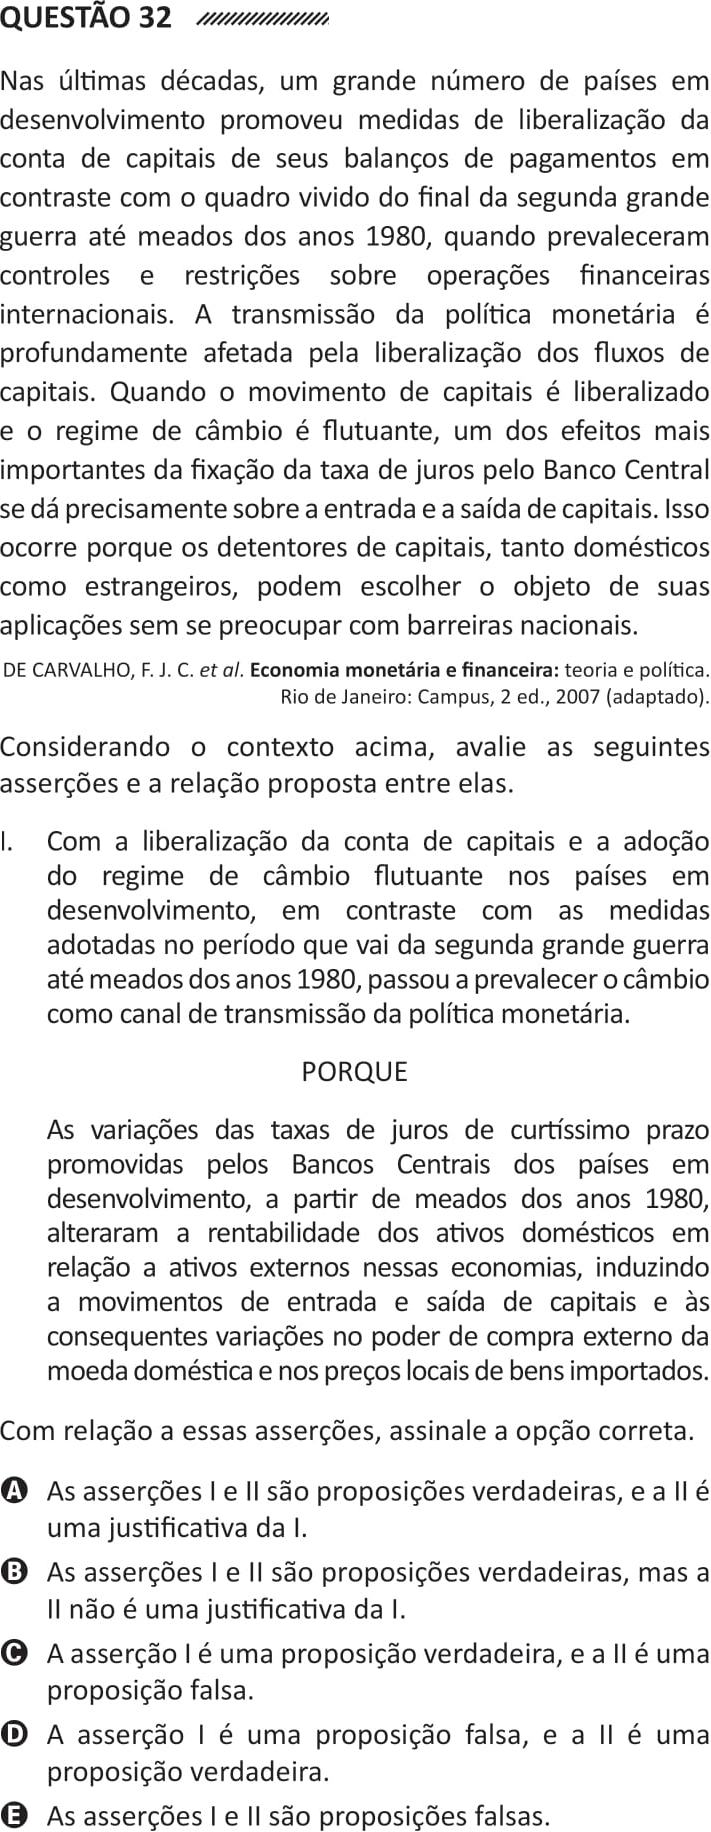 QUESTÃO 32
Nas últimas décadas, um grande número de países em
desenvolvimento promoveu medidas de liberalização da
conta de capitais de seus balanços de pagamentos em
contraste com o quadro vivido do final da segunda grande
guerra até meados dos anos 1980, quando prevaleceram
controles e restrições sobre operações financeiras
internacionais. A transmissão da política monetária é
profundamente afetada pela liberalização dos fluxos de
capitais. Quando o movimento de capitais é liberalizado
e o regime de câmbio é flutuante, um dos efeitos mais
importantes da fixação da taxa de juros pelo Banco Central
se dá precisamente sobre a entrada e a saída de capitais. Isso
ocorre porque os detentores de capitais, tanto domésticos
como estrangeiros, podem escolher o objeto de suas
aplicações sem se preocupar com barreiras nacionais.
DE CARVALHO, F. J. C. et al. Economia monetária e financeira: teoria e política.
Rio de Janeiro: Campus, 2 ed., 2007 (adaptado).
Considerando o contexto acima, avalie as seguintes
asserções e a relação proposta entre elas.
I. Com a liberalização da conta de capitais e a adoção
do regime de câmbio flutuante nos países em
desenvolvimento, em contraste com as medidas
adotadas no período que vai da segunda grande guerra
até meados dos anos 1980, passou a prevalecer o câmbio
como canal de transmissão da política monetária.
PORQUE
As variações das taxas de juros de curtíssimo prazo
promovidas pelos Bancos Centrais dos países em
desenvolvimento, a partir de meados dos anos 1980,
alteraram a rentabilidade dos ativos domésticos em
relação a ativos externos nessas economias, induzindo
a movimentos de entrada e saída de capitais e às
consequentes variações no poder de compra externo da
moeda doméstica e nos preços locais de bens importados.
Com relação a essas asserções, assinale a opção correta.
A As asserções I e II são proposições verdadeiras, e a II é
uma justificativa da I.
B As asserções I e II são proposições verdadeiras, mas a
II não é uma justificativa da I.
C A asserção I é uma proposição verdadeira, e a II é uma
proposição falsa.
D A asserção I é uma proposição falsa, e a II é uma
proposição verdadeira.
E As asserções I e II são proposições falsas.